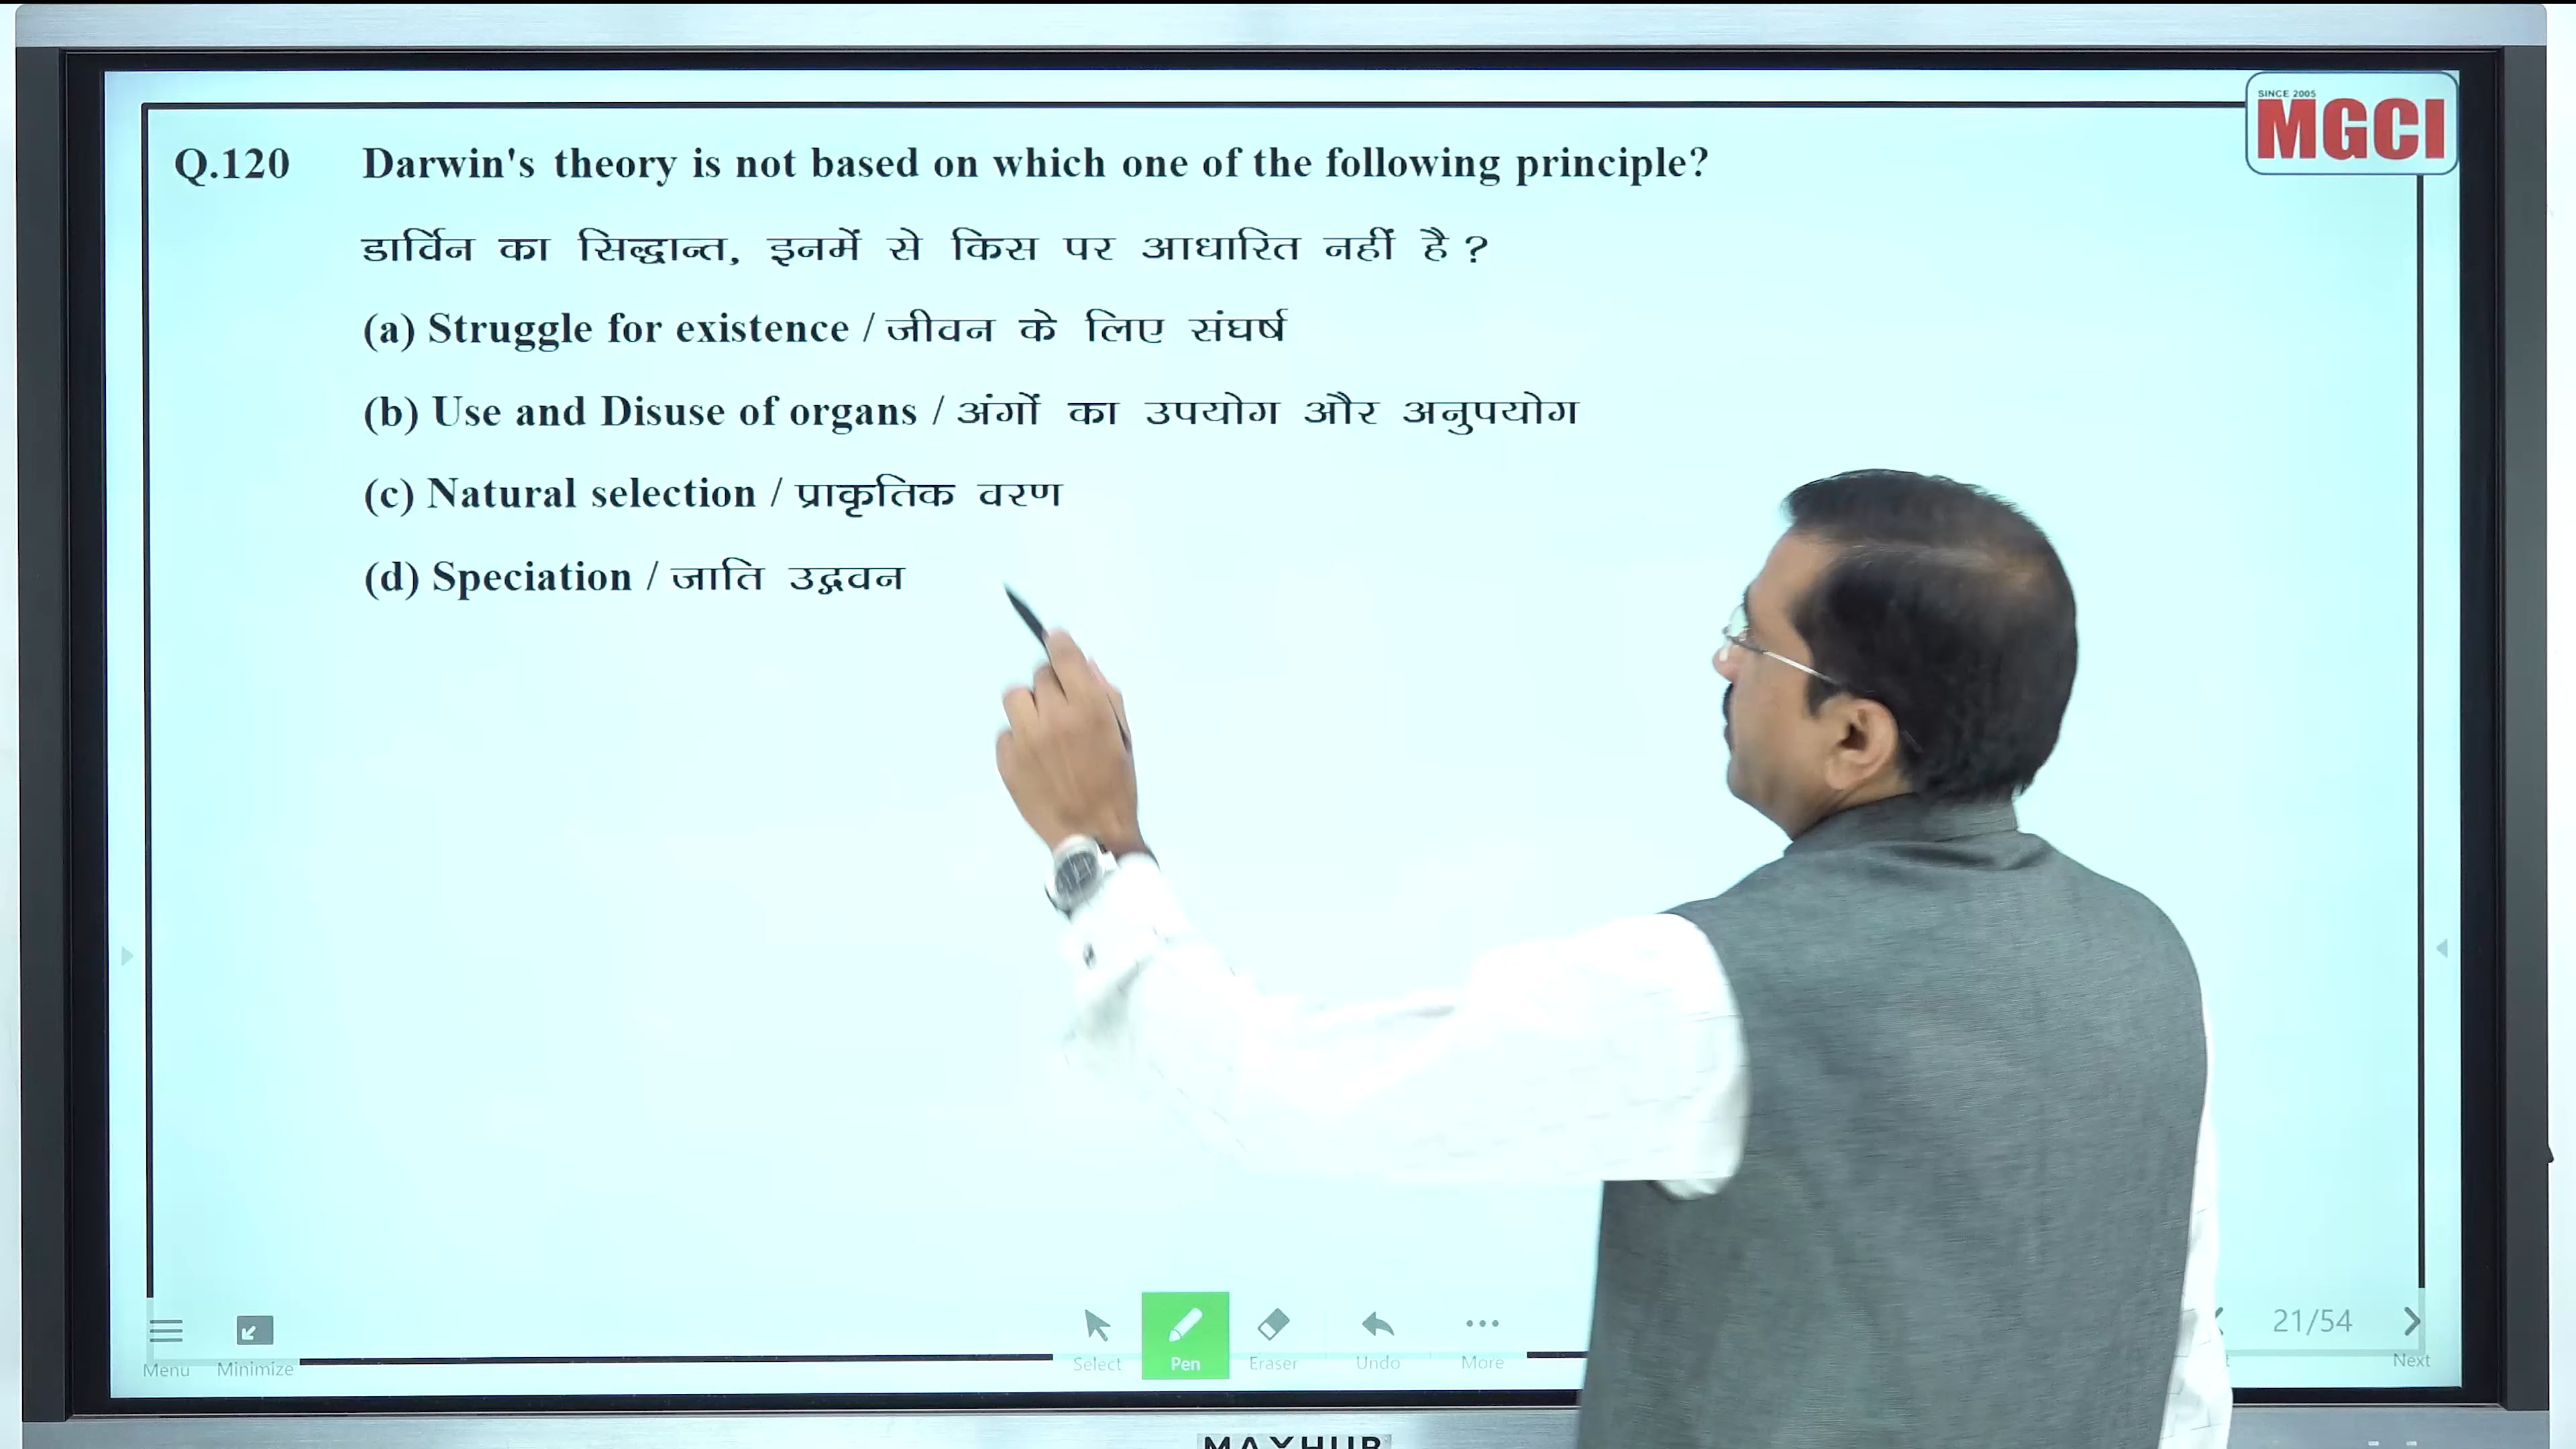 SINCE 2005
MGCI
Q.120 Darwin's theory is not based on which one of the following principle?
डार्विन का सिद्धान्त, इनमें से किस पर आधारित नहीं है ?
(a) Struggle for existence / जीवन के लिए संघर्ष
(b) Use and Disuse of organs / अंगों का उपयोग और अनुपयोग
(c) Natural selection / प्राकृतिक वरण
(d) Speciation / जाति उद्भवन
Menu Minimize Select Pen Eraser Undo More 21/54 Next
MAXHUB